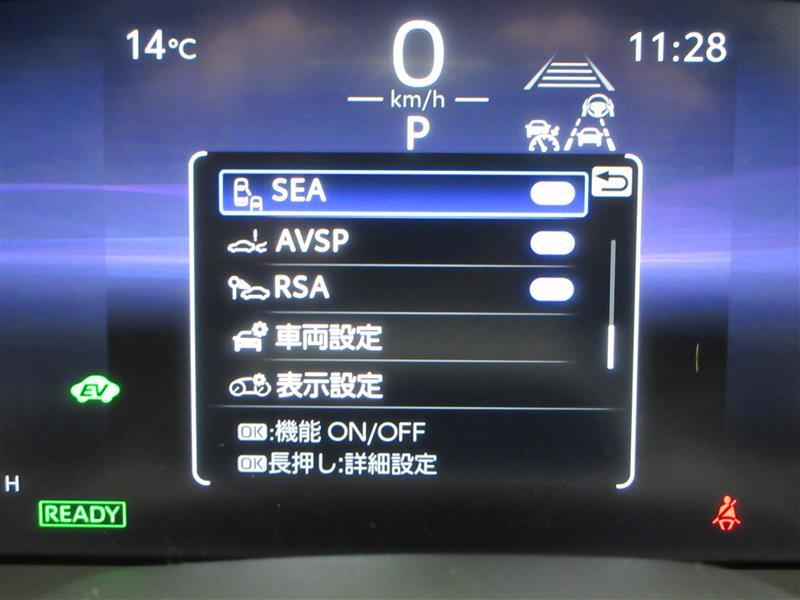 14℃
0
11:28
km/h
P
SEA
AVSP
RSA
車両設定
表示設定
EV
OK:機能 ON/OFF
OK長押し:詳細設定
H
READY